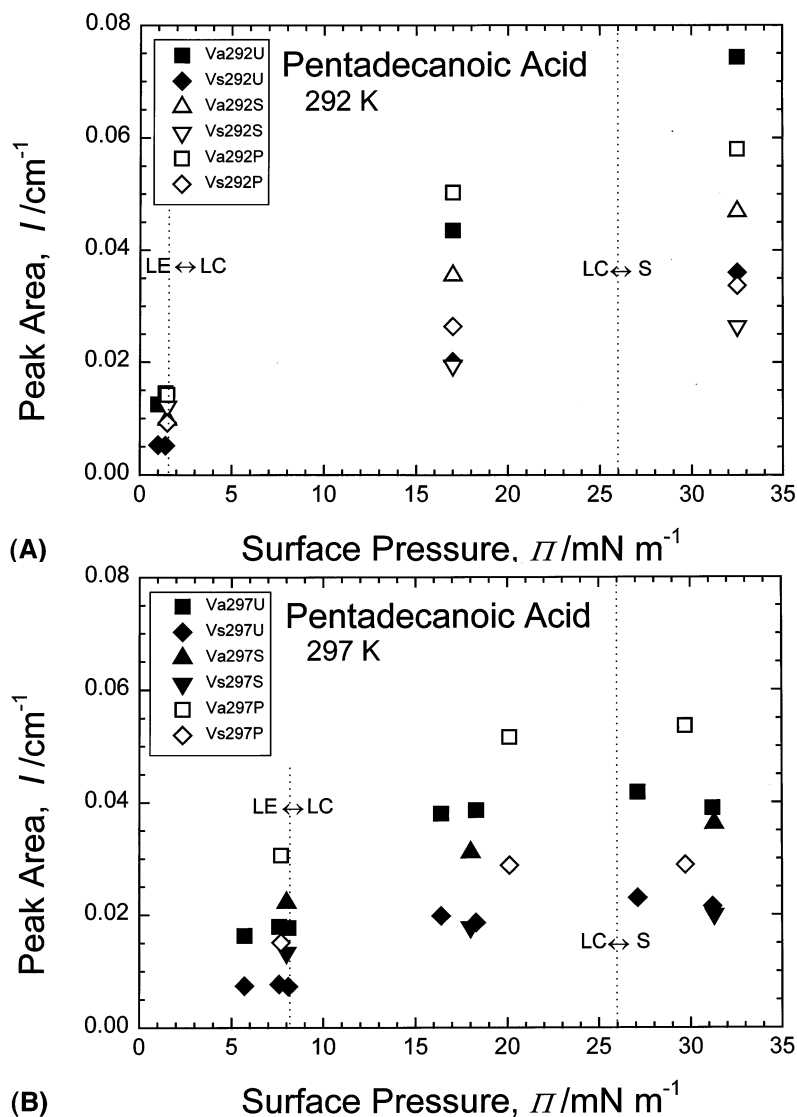 0.08
Va292U
Vs292U
Va292S
Vs292S
Va292P
Vs292P
Pentadecanoic Acid
292 K
0.06
0.04
0.02
0.00
Peak Area, I /cm⁻¹
LE ↔ LC
LC ↔ S
0 5 10 15 20 25 30 35
(A)
Surface Pressure, Π /mN m⁻¹
0.08
Va297U
Vs297U
Va297S
Vs297S
Va297P
Vs297P
Pentadecanoic Acid
297 K
0.06
0.04
0.02
0.00
Peak Area, I /cm⁻¹
LE ↔ LC
LC ↔ S
0 5 10 15 20 25 30 35
(B)
Surface Pressure, Π /mN m⁻¹